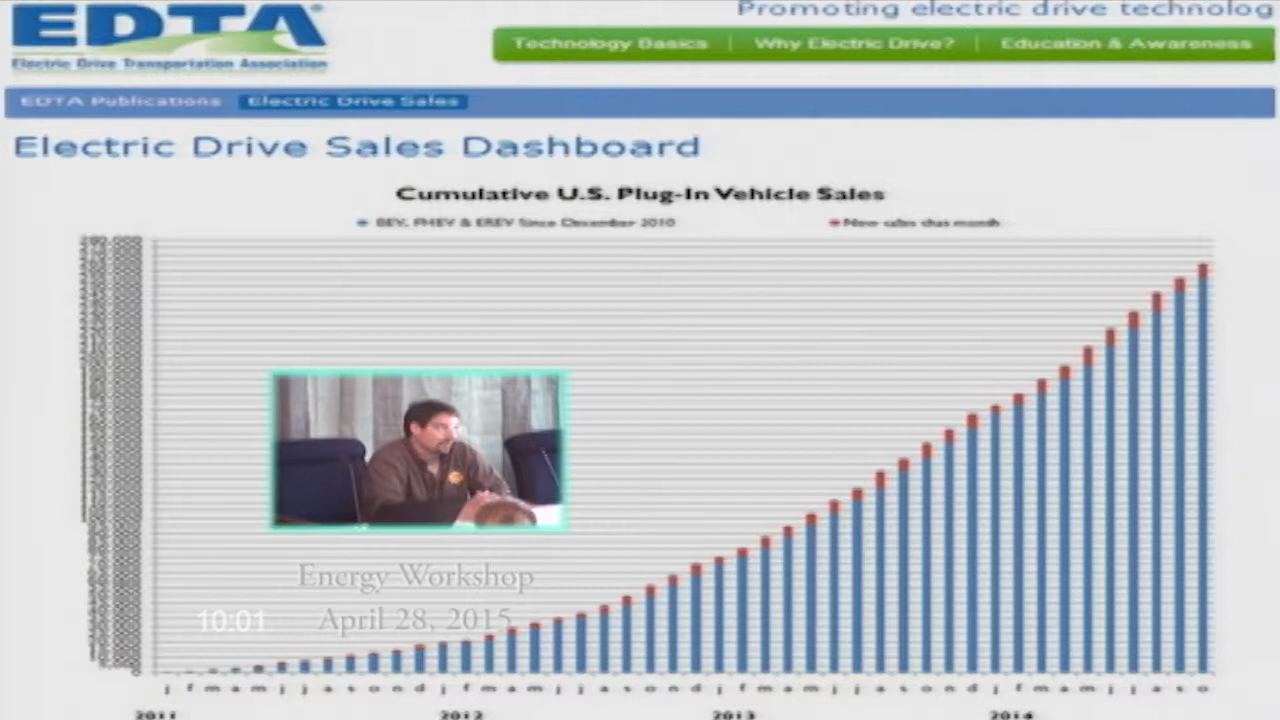 EDTA
Electric Drive Transportation Association
Promoting electric drive technolog
Technology Basics | Why Electric Drive? | Education & Awareness
EDTA Publications Electric Drive Sales
Electric Drive Sales Dashboard
Cumulative U.S. Plug-In Vehicle Sales
BEV, PHEV & EREV Since December 2010
New sales that month
Energy Workshop
10:01 April 28, 2015
j f m a m j j a s o n d j f m a m j j a s o n d j f m a m j j a s o n d j f m a m j j a s o
2011 2012 2013 2014